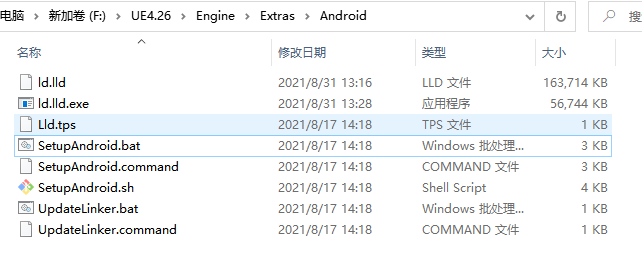 电脑 › 新加卷 (F:) › UE4.26 › Engine › Extras › Android
名称 修改日期 类型 大小
ld.lld 2021/8/31 13:16 LLD 文件 163,714 KB
ld.lld.exe 2021/8/31 13:28 应用程序 56,744 KB
Lld.tps 2021/8/17 14:18 TPS 文件 1 KB
SetupAndroid.bat 2021/8/17 14:18 Windows 批处理... 3 KB
SetupAndroid.command 2021/8/17 14:18 COMMAND 文件 3 KB
SetupAndroid.sh 2021/8/17 14:18 Shell Script 4 KB
UpdateLinker.bat 2021/8/17 14:18 Windows 批处理... 1 KB
UpdateLinker.command 2021/8/17 14:18 COMMAND 文件 1 KB